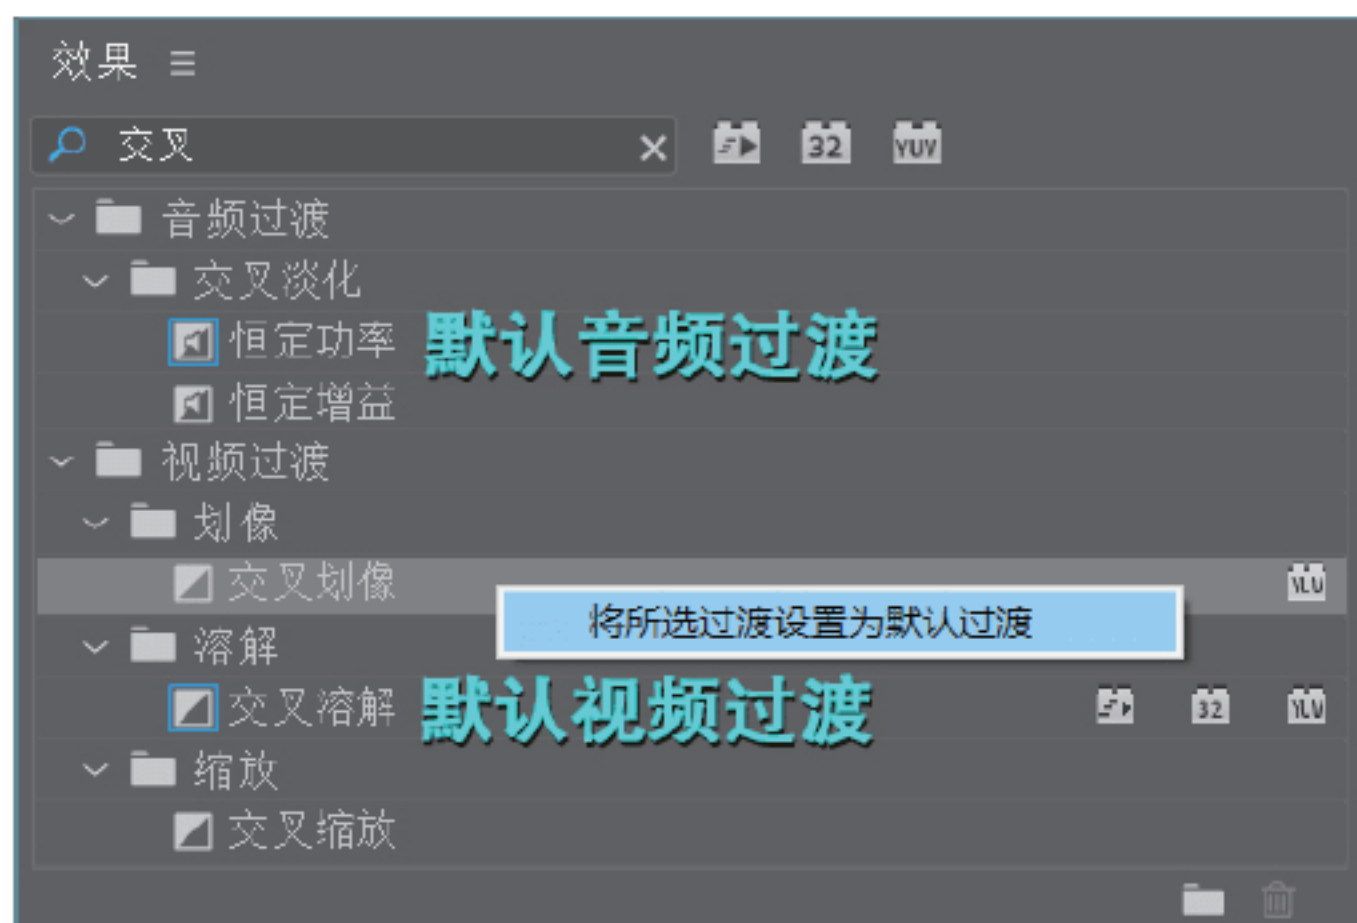 效果
交叉 32 YUV
音频过渡
交叉淡化
恒定功率 默认音频过渡
恒定增益
视频过渡
划像
交叉划像 YUV
将所选过渡设置为默认过渡
溶解
交叉溶解 默认视频过渡 32 YUV
缩放
交叉缩放